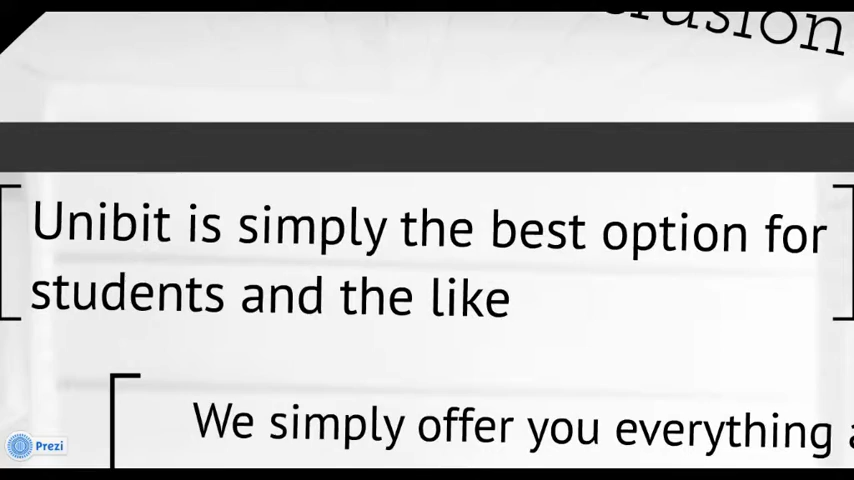 Unibit is simply the best option for
students and the like
We simply offer you everything
Prezi